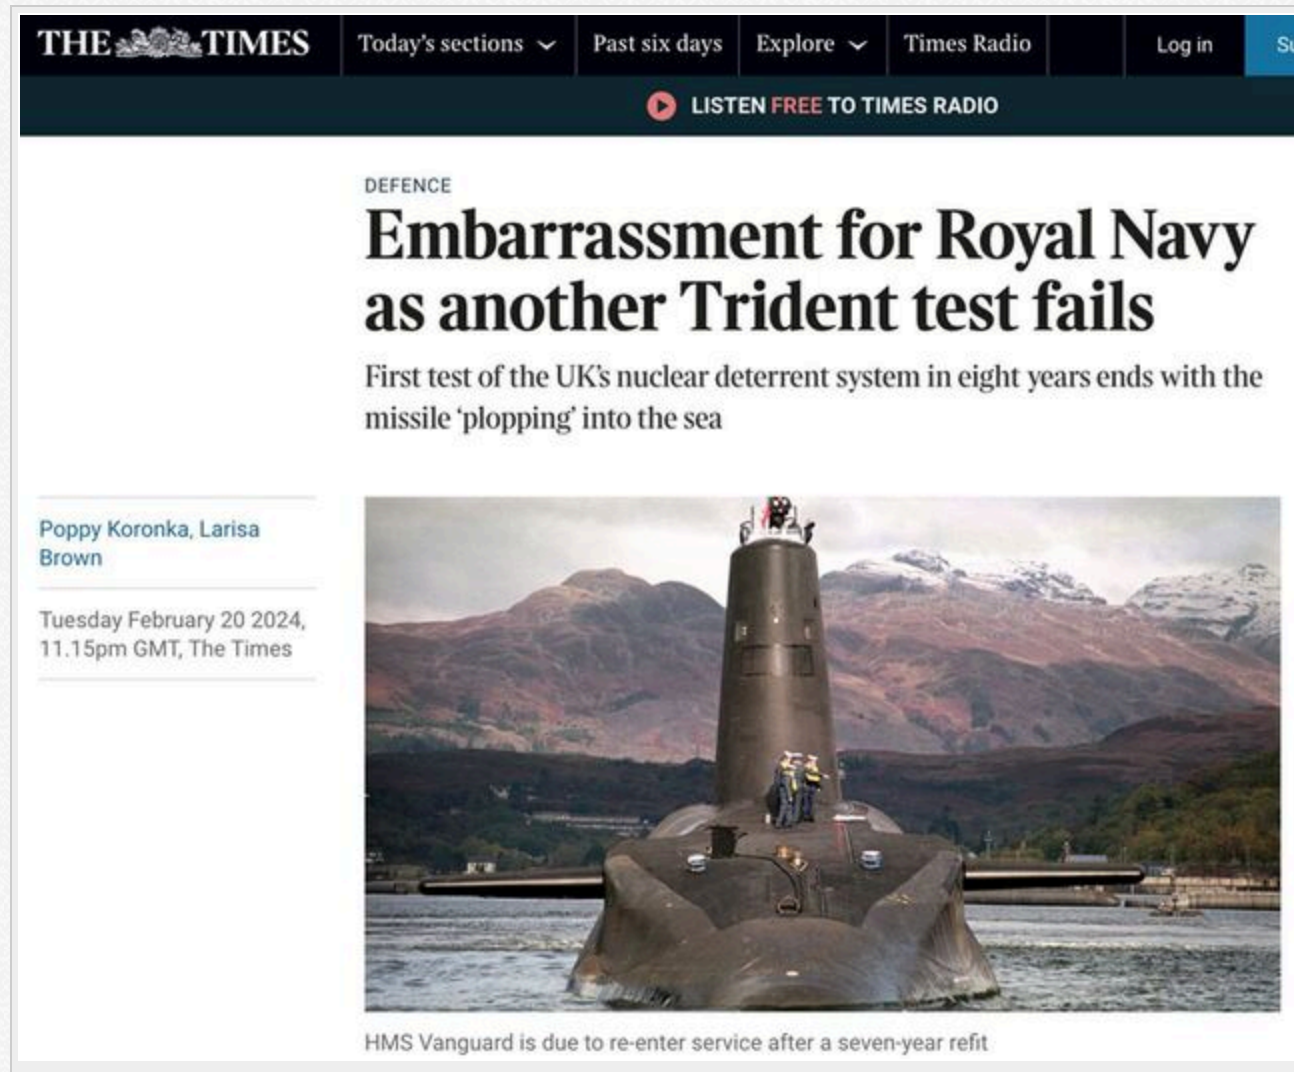 THE TIMES
Today's sections
Past six days
Explore
Times Radio
Log in
LISTEN FREE TO TIMES RADIO
DEFENCE
Embarrassment for Royal Navy
as another Trident test fails
First test of the UK's nuclear deterrent system in eight years ends with the
missile ‘plopping’ into the sea
Poppy Koronka, Larisa
Brown
Tuesday February 20 2024,
11.15pm GMT, The Times
HMS Vanguard is due to re-enter service after a seven-year refit